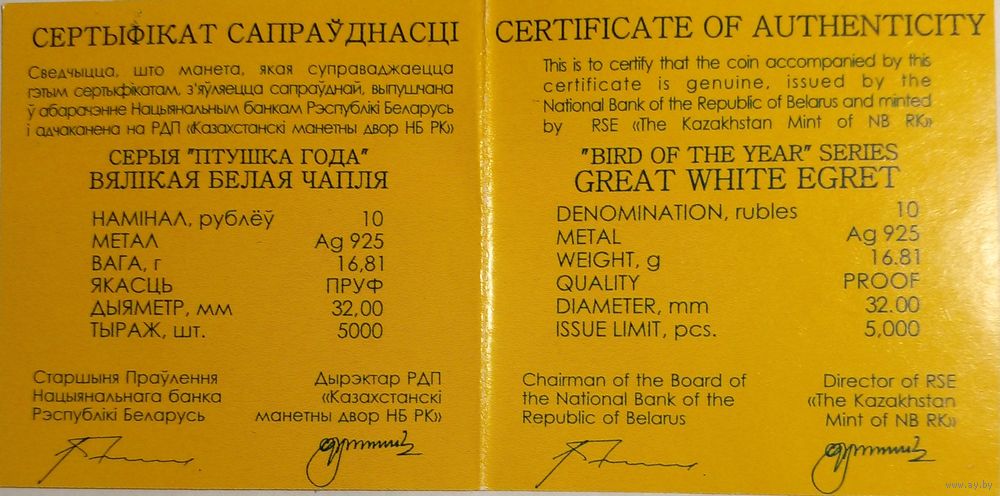 СЕРТЫФІКАТ САПРАЎДНАСЦІ
Сведчыцца, што манета, якая суправаджаецца
гэтым сертыкфікатам, з'яўляецца сапраўднай, выпушчана
ў абарачэнне Нацыянальным банкам Рэспублікі Беларусь
і адчаканена на РДП «Казахстанскі манетны двор НБ РК»
СЕРЫЯ "ПТУШКА ГОДА"
ВЯЛІКАЯ БЕЛАЯ ЧАПЛЯ
НАМІНАЛ, рублёў 10
МЕТАЛ Ag 925
ВАГА, г 16,81
ЯКАСЦЬ ПРУФ
ДЫЯМЕТР, мм 32,00
ТЫРАЖ, шт. 5000
Старшыня Праўлення
Нацыянальнага банка
Рэспублікі Беларусь
Дырэктар РДП
«Казахстанскі
манетны двор НБ РК»
CERTIFICATE OF AUTHENTICITY
This is to certify that the coin accompanied by this
certificate is genuine, issued by the
National Bank of the Republic of Belarus and minted
by RSE «The Kazakhstan Mint of NB RK»
"BIRD OF THE YEAR" SERIES
GREAT WHITE EGRET
DENOMINATION, rubles 10
METAL Ag 925
WEIGHT, g 16.81
QUALITY PROOF
DIAMETER, mm 32.00
ISSUE LIMIT, pcs. 5,000
Chairman of the Board of
the National Bank of the
Republic of Belarus
Director of RSE
«The Kazakhstan
Mint of NB RK»
www.ay.by